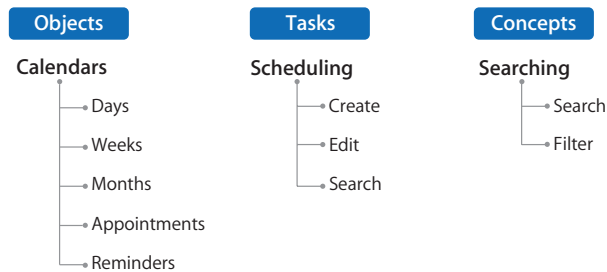 Objects
Calendars
Days
Weeks
Months
Appointments
Reminders
Tasks
Scheduling
Create
Edit
Search
Concepts
Searching
Search
Filter